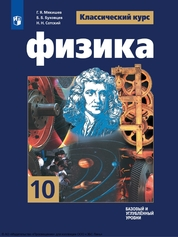 Классический курс
Г. Я. Мякишев
Б. Б. Буховцев
Н. Н. Сотский
физика
10
БАЗОВЫЙ И
УГЛУБЛЁННЫЙ
УРОВНИ